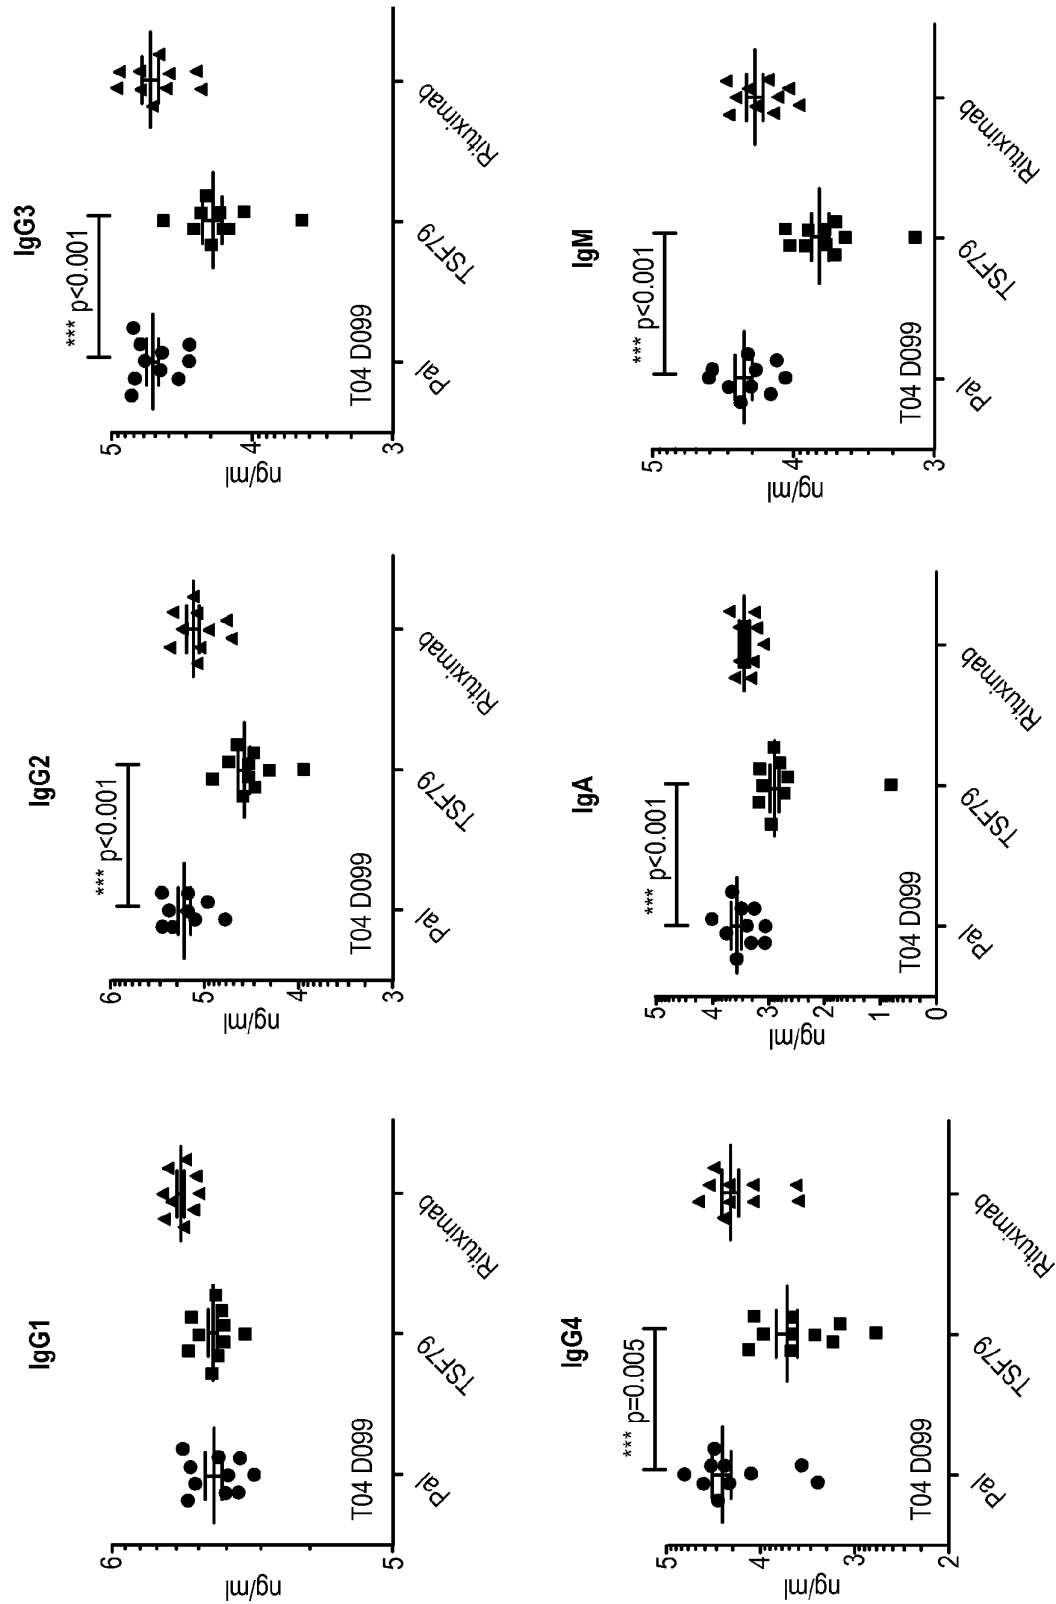 IgG1
6
5
ng/ml
T04 D099
Pal
TSF79
Rituximab
IgG2
*** p<0.001
6
5
4
3
ng/ml
T04 D099
Pal
TSF79
Rituximab
IgG3
*** p<0.001
5
4
3
ng/ml
T04 D099
Pal
TSF79
Rituximab
IgG4
*** p=0.005
5
4
3
2
ng/ml
T04 D099
Pal
TSF79
Rituximab
IgA
*** p<0.001
5
4
3
2
1
0
ng/ml
T04 D099
Pal
TSF79
Rituximab
IgM
*** p<0.001
5
4
3
ng/ml
T04 D099
Pal
TSF79
Rituximab